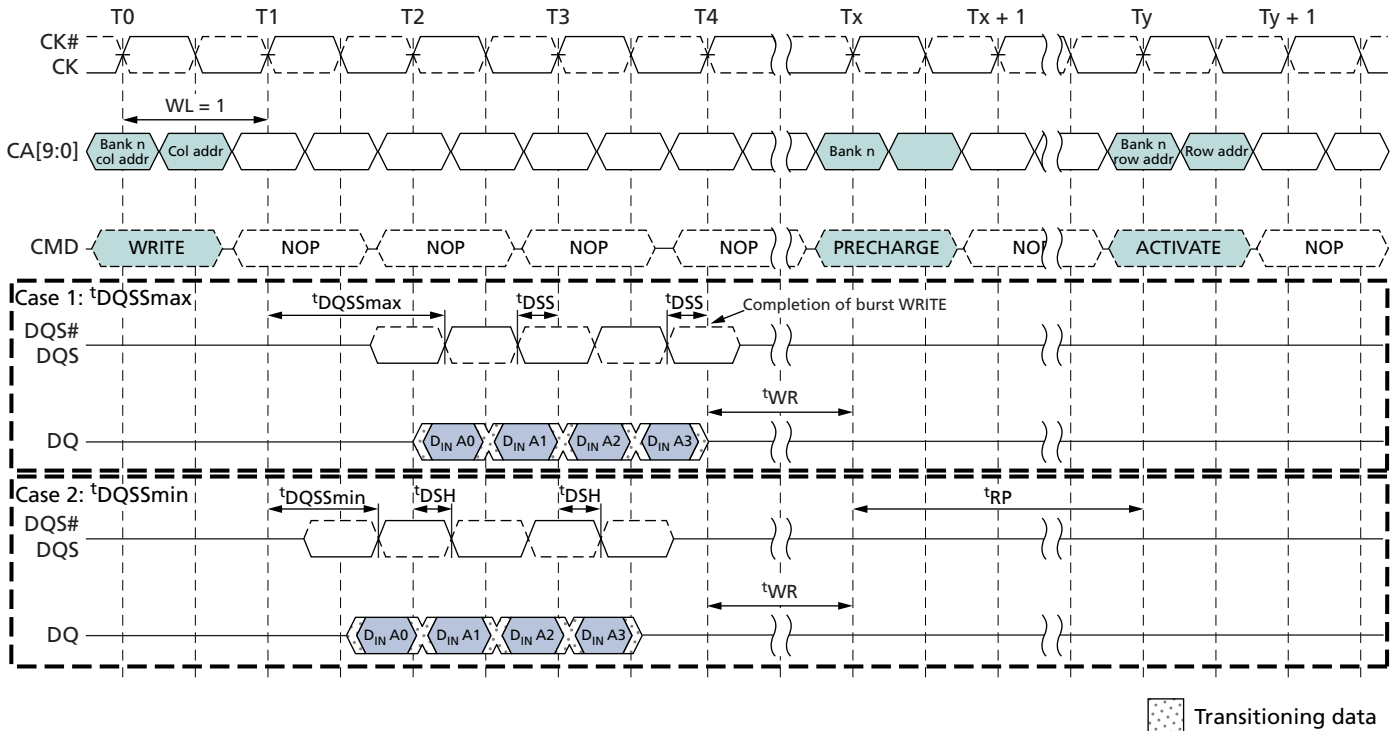 T0 T1 T2 T3 T4 Tx Tx + 1 Ty Ty + 1
CK#
CK
WL = 1
CA[9:0] Bank n col addr Col addr Bank n Bank n row addr Row addr
CMD WRITE NOP NOP NOP NOP PRECHARGE NOP ACTIVATE NOP
Case 1: tDQSSmax
tDQSSmax tDSS tDSS Completion of burst WRITE
DQS#
DQS
tWR
DQ DIN A0 DIN A1 DIN A2 DIN A3
Case 2: tDQSSmin
tDQSSmin tDSH tDSH tRP
DQS#
DQS
tWR
DQ DIN A0 DIN A1 DIN A2 DIN A3
Transitioning data